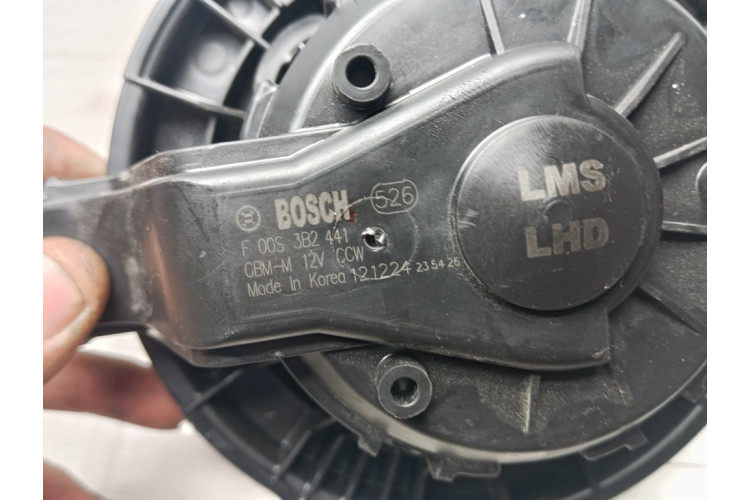 BOSCH 526
F 00S 3B2 441
CBM-M 12V CCW
Made In Korea 121224 23 54 25
LMS
LHD